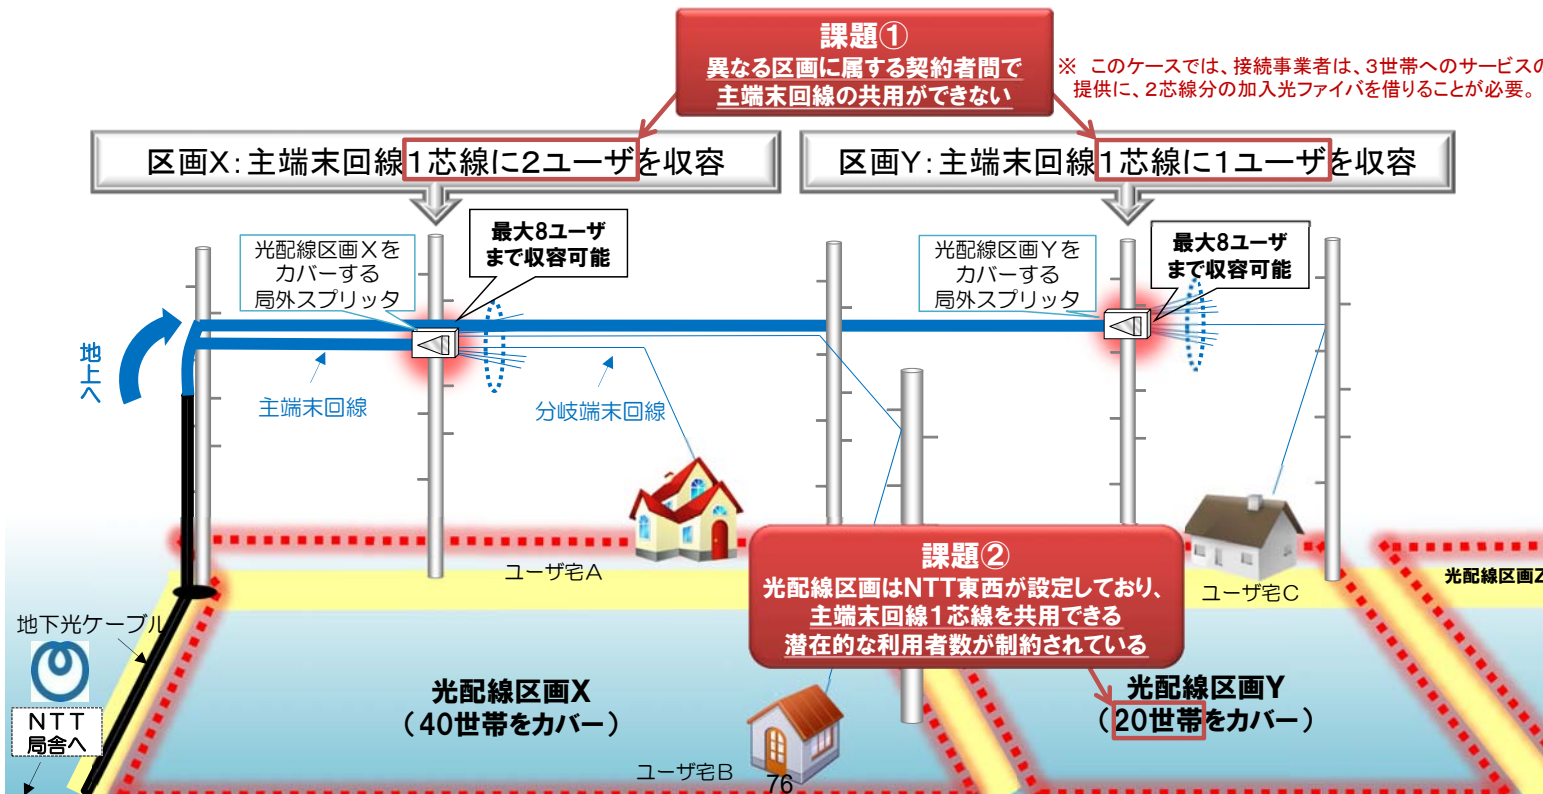 課題①
異なる区画に属する契約者間で
主端末回線の共用ができない
※ このケースでは、接続事業者は、3世帯へのサービスの
提供に、2芯線分の加入光ファイバを借りることが必要。
区画X：主端末回線1芯線に2ユーザを収容
区画Y：主端末回線1芯線に1ユーザを収容
光配線区画Xを
カバーする
局外スプリッタ
最大8ユーザ
まで収容可能
光配線区画Yを
カバーする
局外スプリッタ
最大8ユーザ
まで収容可能
地上へ
主端末回線
分岐端末回線
ユーザ宅A
課題②
光配線区画はNTT東西が設定しており、
主端末回線1芯線を共用できる
潜在的な利用者数が制約されている
ユーザ宅C
光配線区画Z
地下光ケーブル
NTT
局舎へ
光配線区画X
（40世帯をカバー）
光配線区画Y
（20世帯をカバー）
ユーザ宅B
76